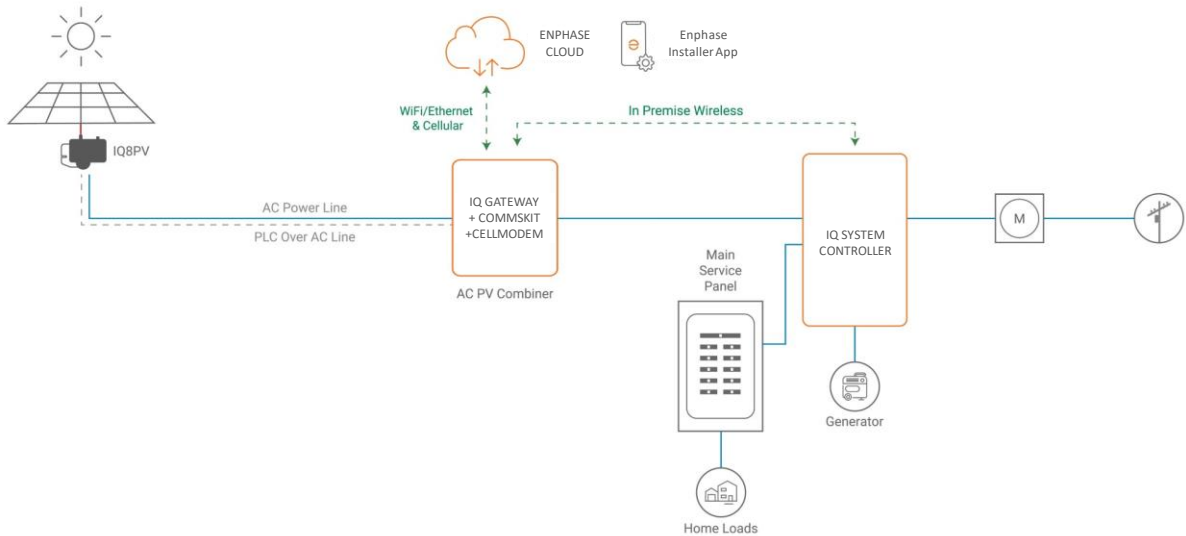 ENPHASE
CLOUD
Enphase
Installer App
WiFi/Ethernet
& Cellular
In Premise Wireless
IQ8PV
AC Power Line
PLC Over AC Line
IQ GATEWAY
+ COMMSKIT
+CELLMODEM
AC PV Combiner
IQ SYSTEM
CONTROLLER
M
Main
Service
Panel
Generator
Home Loads